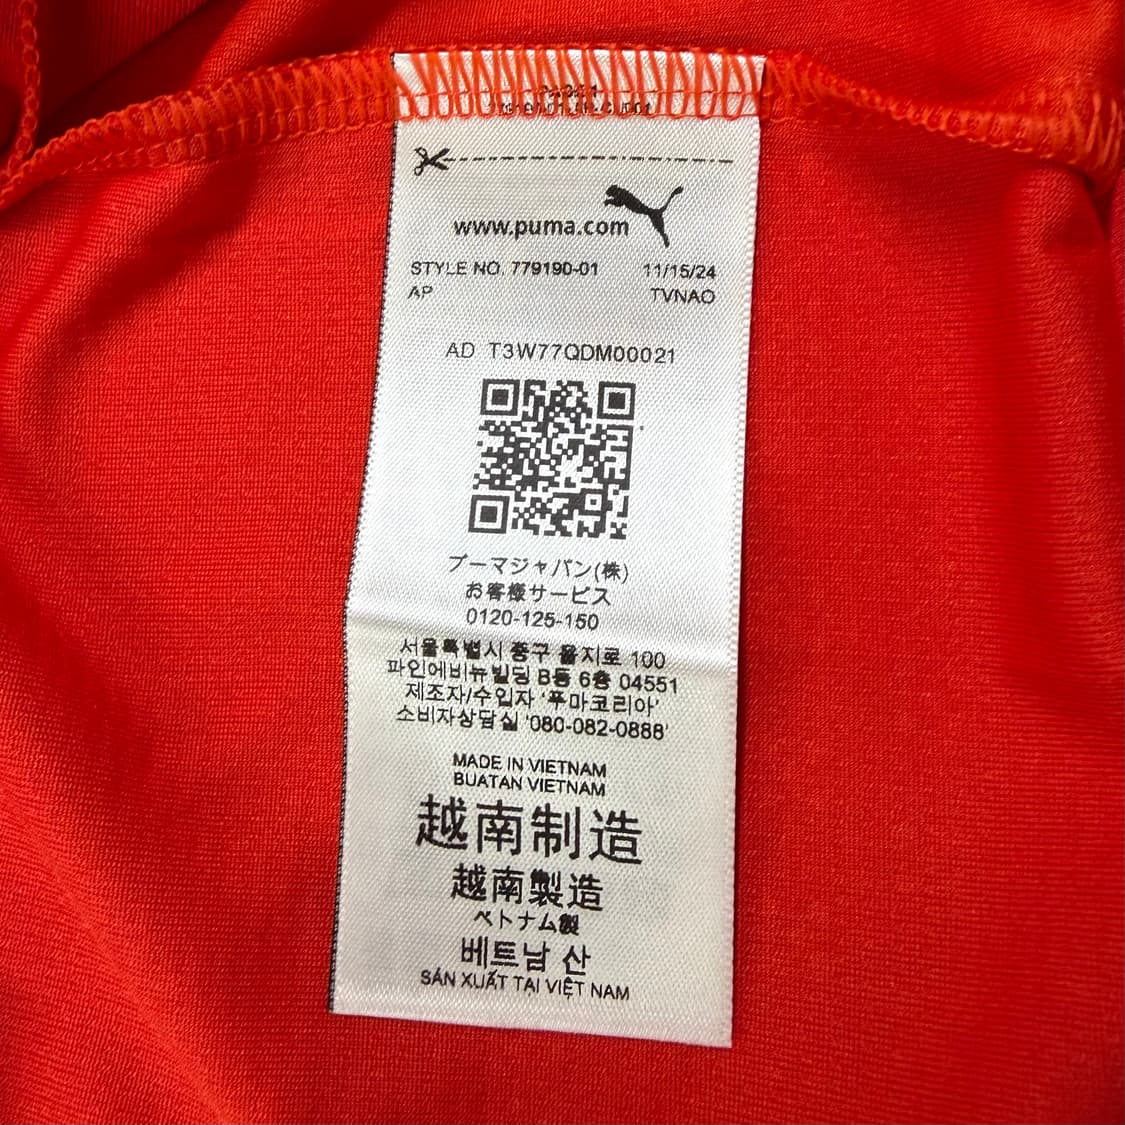 www.puma.com
STYLE NO. 779190-01 11/15/24
AP TVNAO
AD T3W77QDM00021
プーマジャパン(株)
お客様サービス
0120-125-150
서울특별시 중구 을지로 100
파인에비뉴빌딩 B동 6층 04551
제조자/수입자 '푸마코리아'
소비자상담실 '080-082-0888'
MADE IN VIETNAM
BUATAN VIETNAM
越南制造
越南製造
ベトナム製
베트남 산
SẢN XUẤT TẠI VIỆT NAM